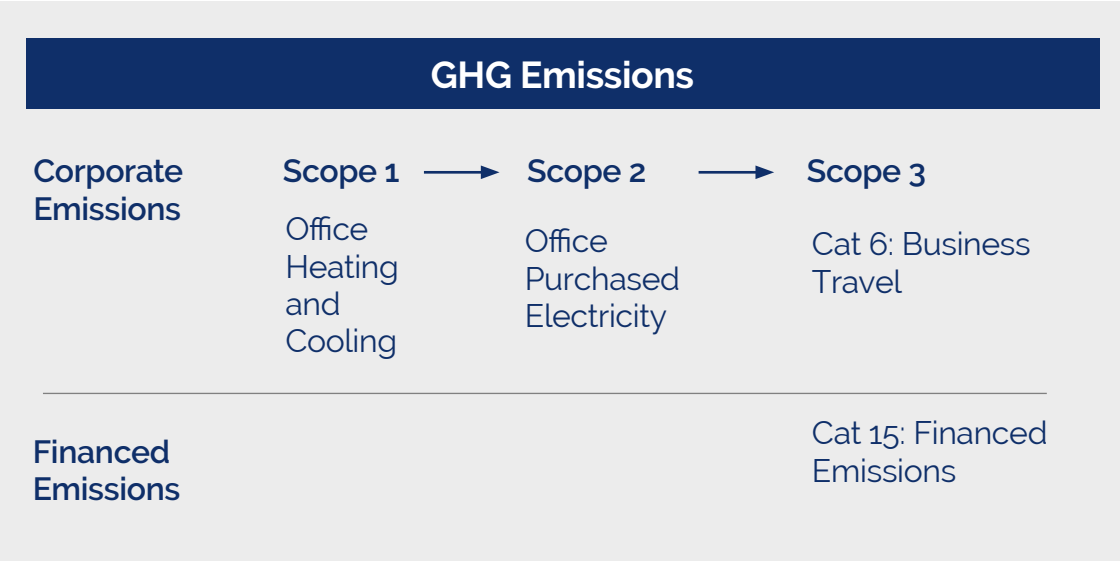 GHG Emissions
Corporate
Emissions
Scope 1
Scope 2
Scope 3
Office
Heating
and
Cooling
Office
Purchased
Electricity
Cat 6: Business
Travel
Financed
Emissions
Cat 15: Financed
Emissions